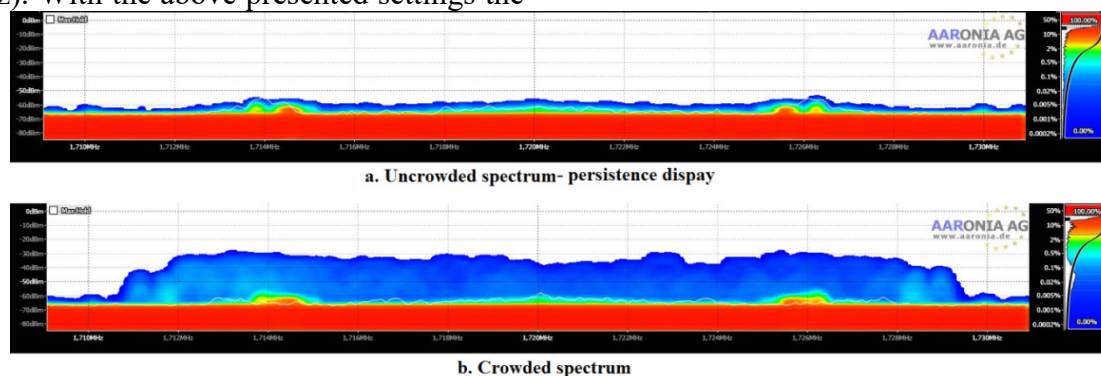 2). With the above presented settings the
Max Hold
0dBm
-10dBm
-20dBm
-30dBm
-40dBm
-50dBm
-60dBm
-70dBm
-80dBm
AARONIA AG
www.aaronia.de
50% 100.00%
10%
2%
0.5%
0.1%
0.02%
0.005%
0.001%
0.0002% 0.00%
1,710MHz 1,712MHz 1,714MHz 1,716MHz 1,718MHz 1,720MHz 1,722MHz 1,724MHz 1,726MHz 1,728MHz 1,730MHz
a. Uncrowded spectrum- persistence dispay
Max Hold
0dBm
-10dBm
-20dBm
-30dBm
-40dBm
-50dBm
-60dBm
-70dBm
-80dBm
AARONIA AG
www.aaronia.de
50% 100.00%
10%
2%
0.5%
0.1%
0.02%
0.005%
0.001%
0.0002% 0.00%
1,710MHz 1,712MHz 1,714MHz 1,716MHz 1,718MHz 1,720MHz 1,722MHz 1,724MHz 1,726MHz 1,728MHz 1,730MHz
b. Crowded spectrum